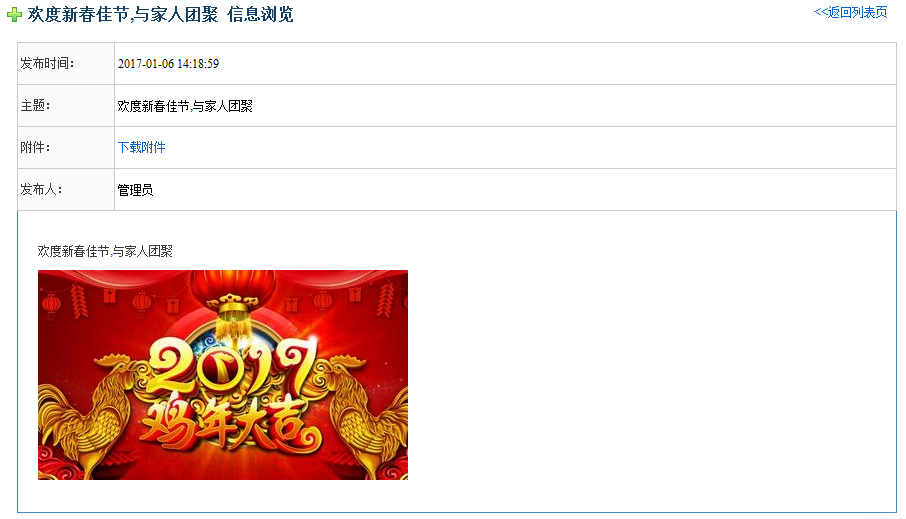 欢度新春佳节,与家人团聚 信息浏览
<<返回列表页
发布时间: 2017-01-06 14:18:59
主题: 欢度新春佳节,与家人团聚
附件: 下载附件
发布人: 管理员
欢度新春佳节,与家人团聚
2017
鸡年大吉